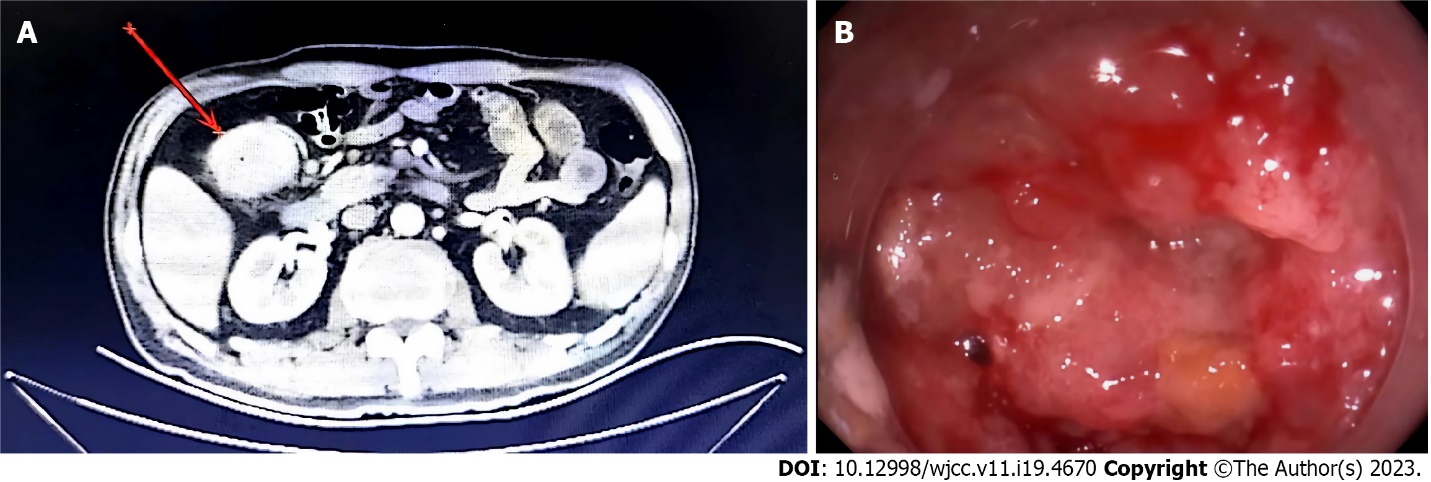 A
B
DOI: 10.12998/wjcc.v11.i19.4670 Copyright ©The Author(s) 2023.